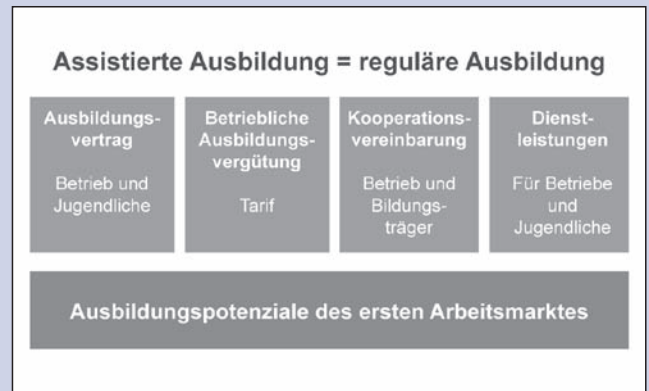 Assistierte Ausbildung = reguläre Ausbildung
Ausbildungs-
vertrag
Betrieb und
Jugendliche
Betriebliche
Ausbildungs-
vergütung
Tarif
Kooperations-
vereinbarung
Betrieb und
Bildungs-
träger
Dienst-
leistungen
Für Betriebe
und
Jugendliche
Ausbildungspotenziale des ersten Arbeitsmarktes